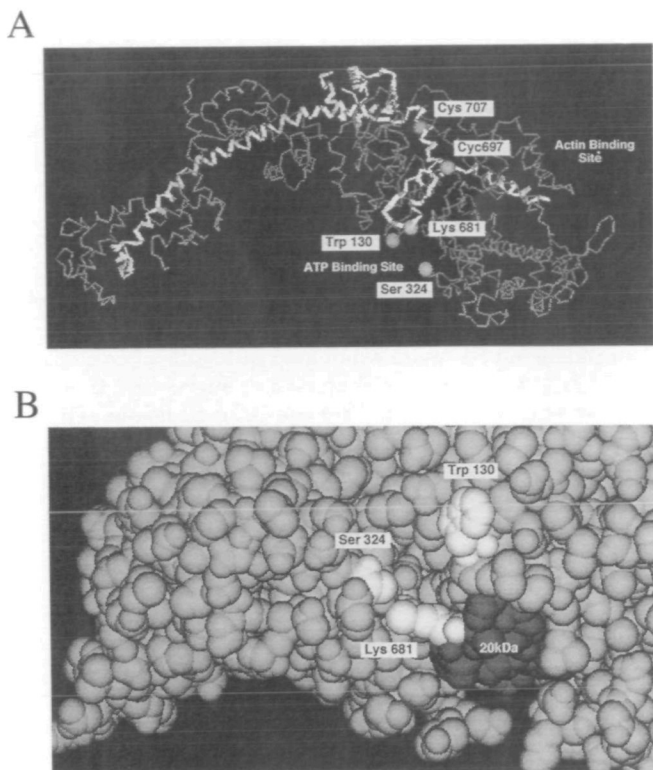 A
Cys 707
Cyc697
Actin Binding
Site
Lys 681
Trp 130
ATP Binding Site
Ser 324
B
Trp 130
Ser 324
Lys 681
20kDa